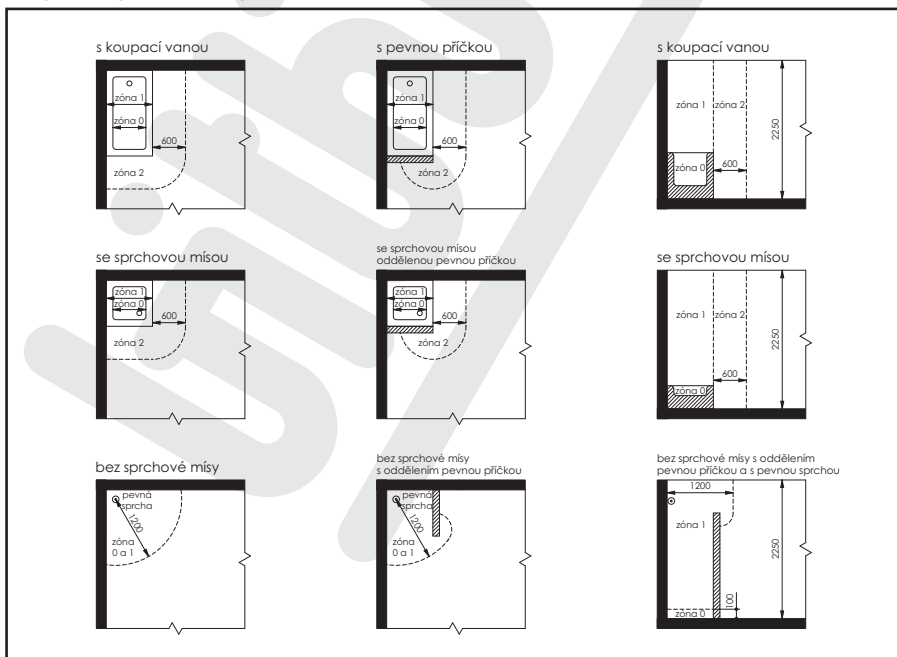 s koupací vanou
zóna 1
zóna 0
600
zóna 2
s pevnou příčkou
zóna 1
zóna 0
600
zóna 2
s koupací vanou
zóna 1
zóna 2
2250
zóna 0
600
se sprchovou mísou
zóna 1
zóna 0
600
zóna 2
se sprchovou mísou
oddělenou pevnou příčkou
zóna 1
zóna 0
600
zóna 2
se sprchovou mísou
zóna 1
zóna 2
2250
600
zóna 0
bez sprchové mísy
pevná
sprcha
1200
zóna
0 a 1
bez sprchové mísy
s oddělením pevnou příčkou
pevná
sprcha
1200
zóna
0 a 1
bez sprchové mísy s oddělením
pevnou příčkou a s pevnou sprchou
1200
zóna 1
2250
100
zóna 0